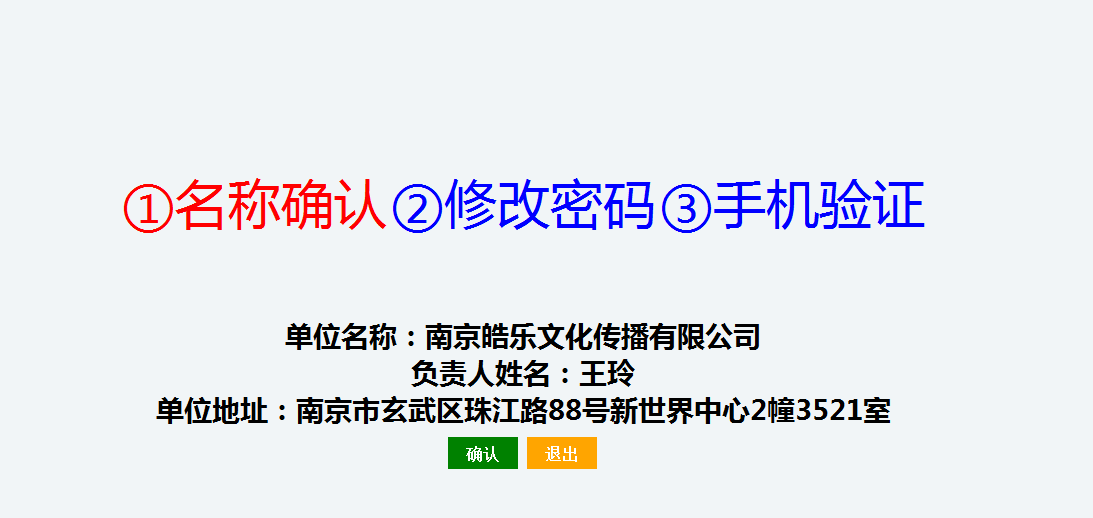 ①名称确认②修改密码③手机验证
单位名称：南京皓乐文化传播有限公司
负责人姓名：王玲
单位地址：南京市玄武区珠江路88号新世界中心2幢3521室
确认 退出